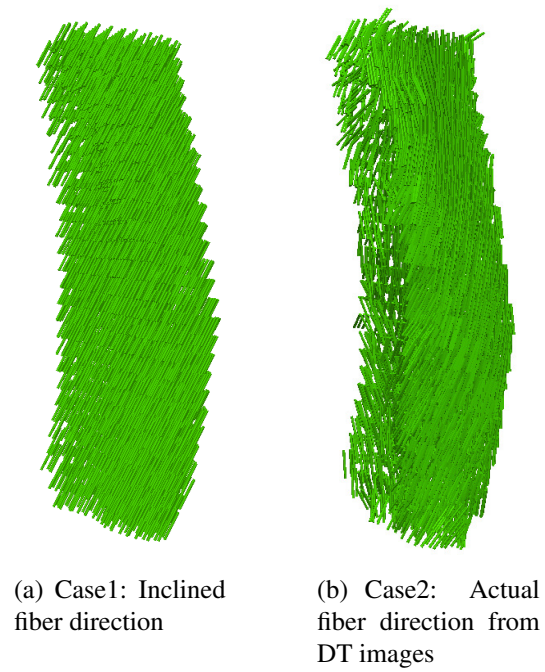 (a) Case1: Inclined
fiber direction
(b) Case2: Actual
fiber direction from
DT images